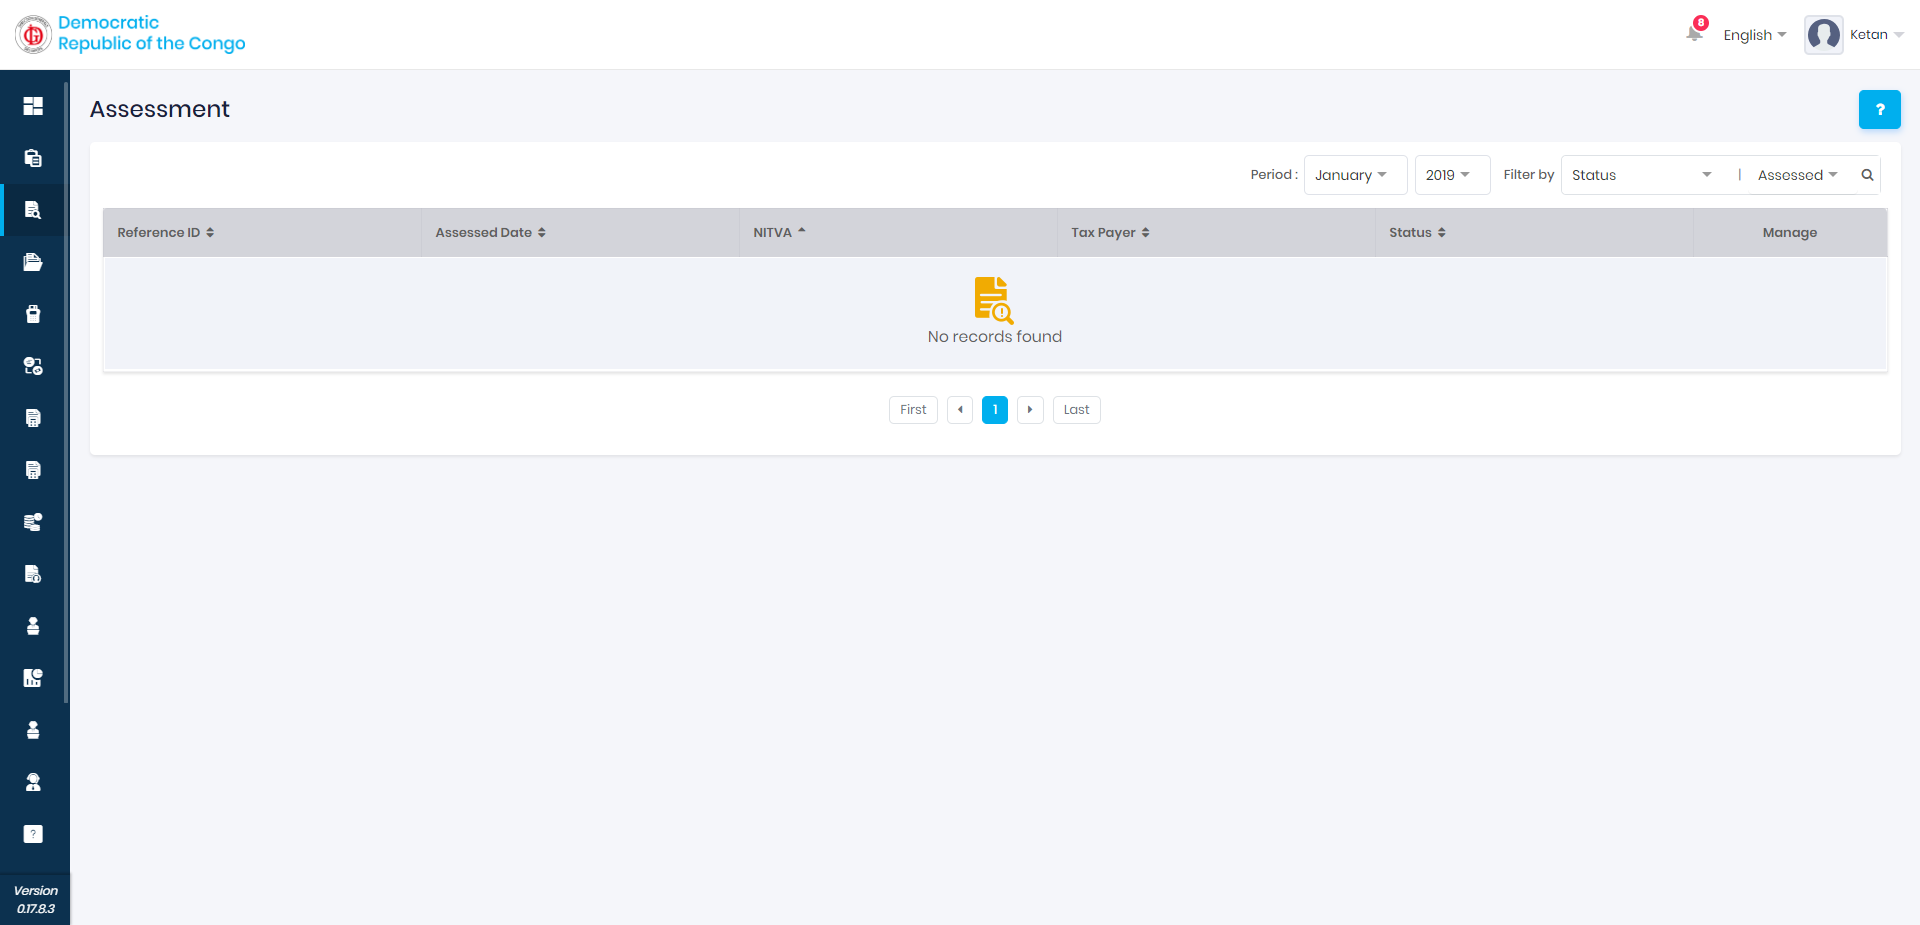 Democratic
Republic of the Congo
8
English
Ketan
Assessment
?
Period :
January
2019
Filter by
Status
|
Assessed
Reference ID
Assessed Date
NITVA
Tax Payer
Status
Manage
No records found
First
1
Last
?
Version
0.17.8.3